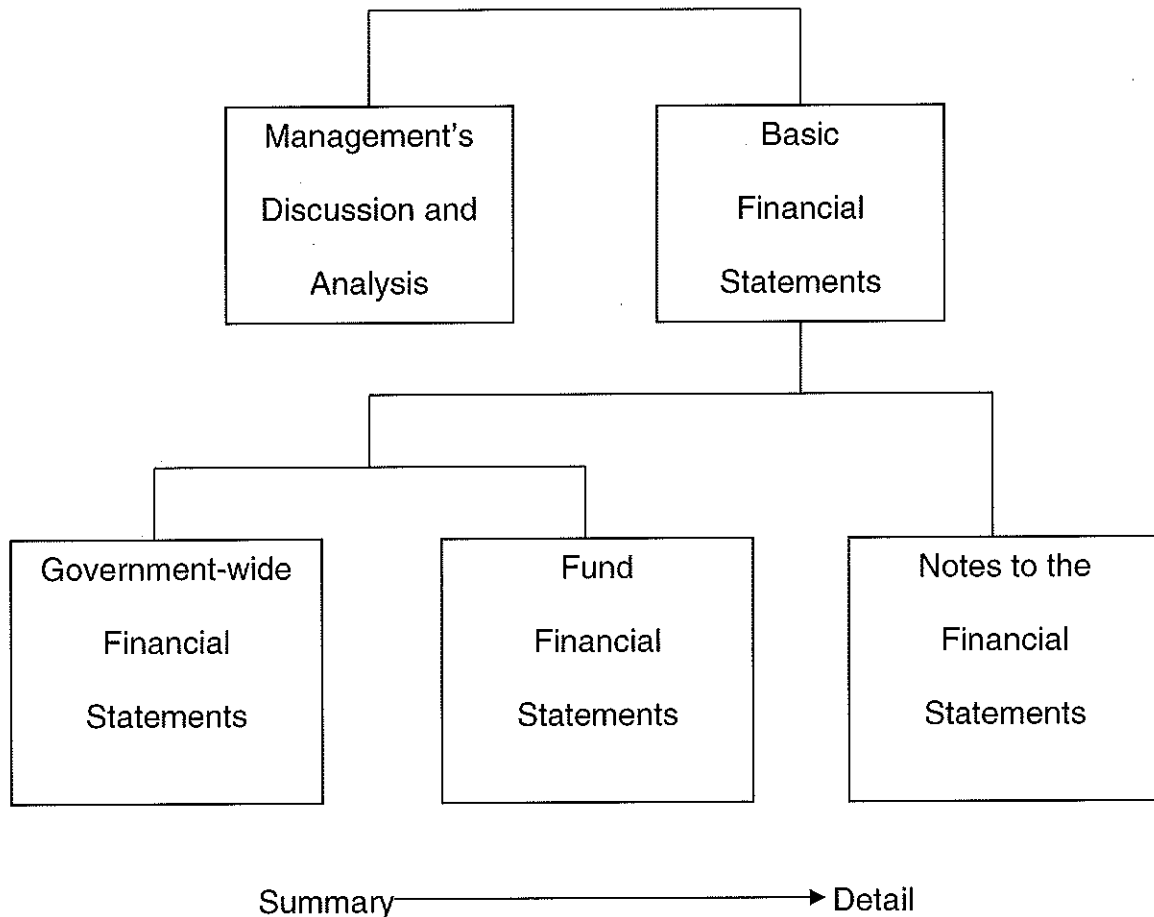 Management's
Discussion and
Analysis
Basic
Financial
Statements
Government-wide
Financial
Statements
Fund
Financial
Statements
Notes to the
Financial
Statements
Summary Detail